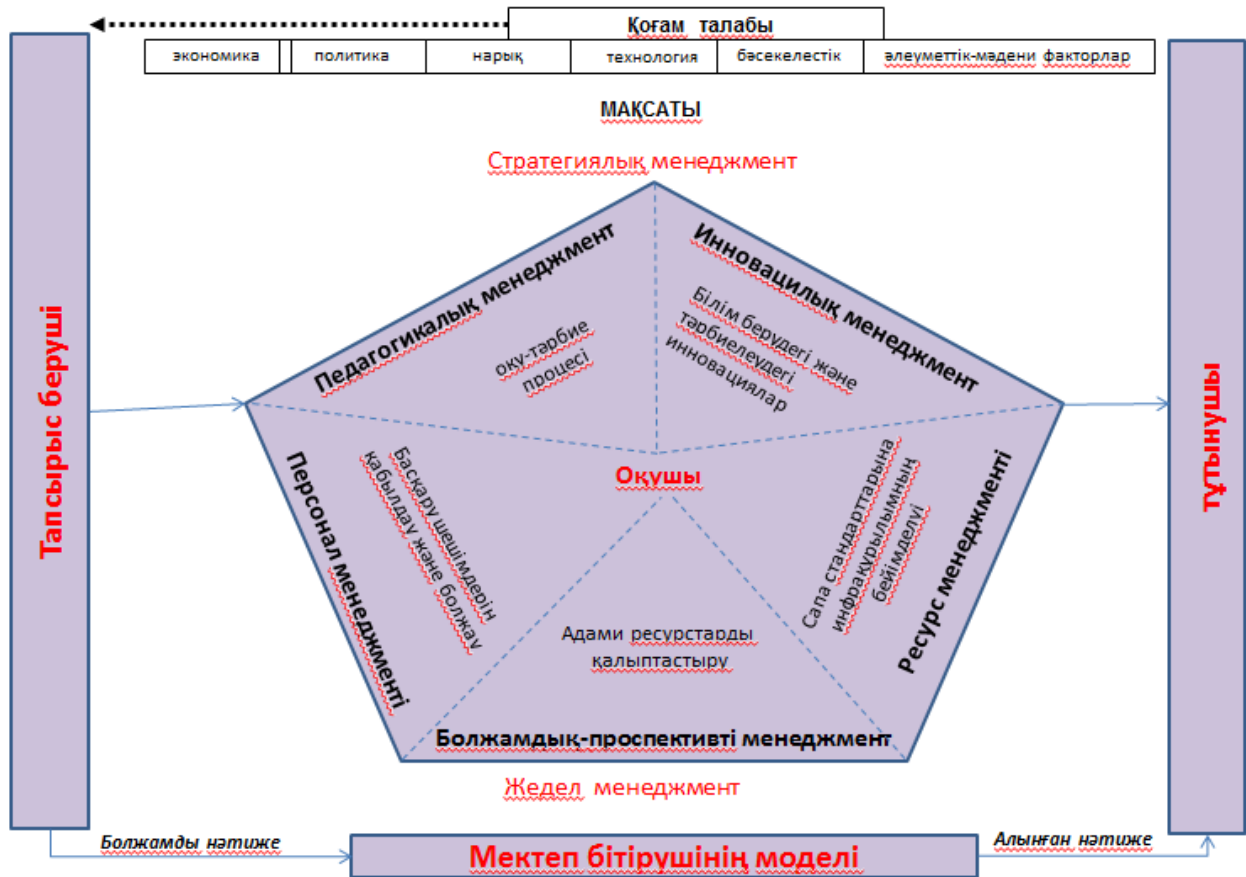 Қоғам талабы
экономика
политика
нарық
технология
бәсекелестік
әлеуметтік-мәдени факторлар
МАҚСАТЫ
Стратегиялық менеджмент
Тапсырыс беруші
Педагогикалық менеджмент
оқу-тәрбие
процесі
Инновацилық менеджмент
Білім берудегі және
тәрбиелеудегі
инновациялар
Персонал менеджменті
Басқару шешімдерін
қабылдау және болжау
Оқушы
Сапа стандарттарына
инфрақұрылымның
бейімделуі
Ресурс менеджменті
Адами ресурстарды
қалыптастыру
Болжамдық-проспективті менеджмент
Жедел менеджмент
тұтынушы
Болжамды нәтиже
Мектеп бітірушінің моделі
Алынған нәтиже